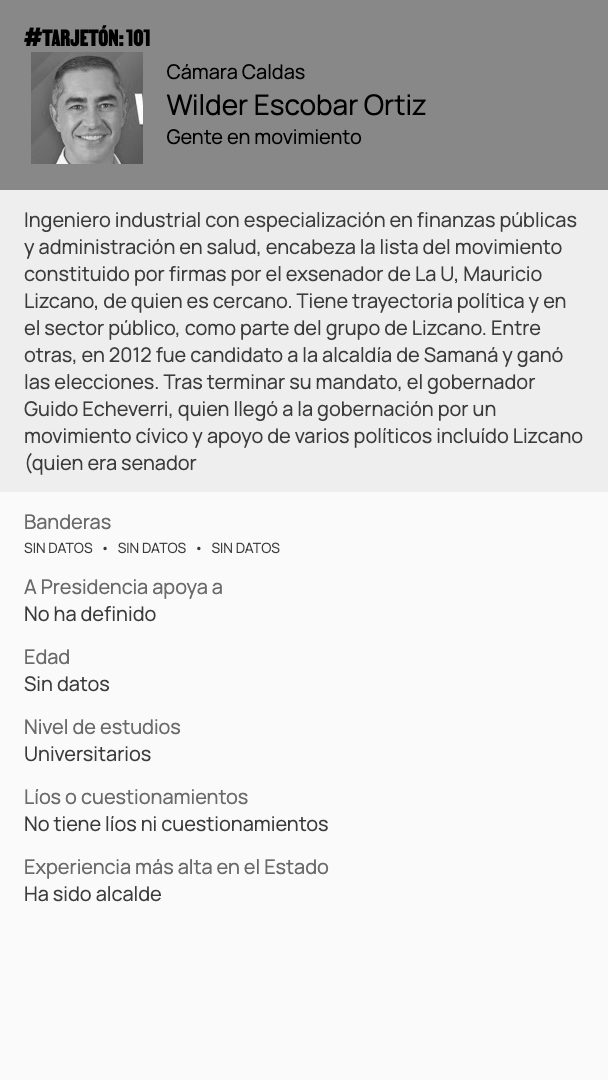 #TARJETÓN: 101
Cámara Caldas
Wilder Escobar Ortiz
Gente en movimiento
Ingeniero industrial con especialización en finanzas públicas
y administración en salud, encabeza la lista del movimiento
constituido por firmas por el exsenador de La U, Mauricio
Lizcano, de quien es cercano. Tiene trayectoria política y en
el sector público, como parte del grupo de Lizcano. Entre
otras, en 2012 fue candidato a la alcaldía de Samaná y ganó
las elecciones. Tras terminar su mandato, el gobernador
Guido Echeverri, quien llegó a la gobernación por un
movimiento cívico y apoyo de varios políticos incluído Lizcano
(quien era senador
Banderas
SIN DATOS • SIN DATOS • SIN DATOS
A Presidencia apoya a
No ha definido
Edad
Sin datos
Nivel de estudios
Universitarios
Líos o cuestionamientos
No tiene líos ni cuestionamientos
Experiencia más alta en el Estado
Ha sido alcalde